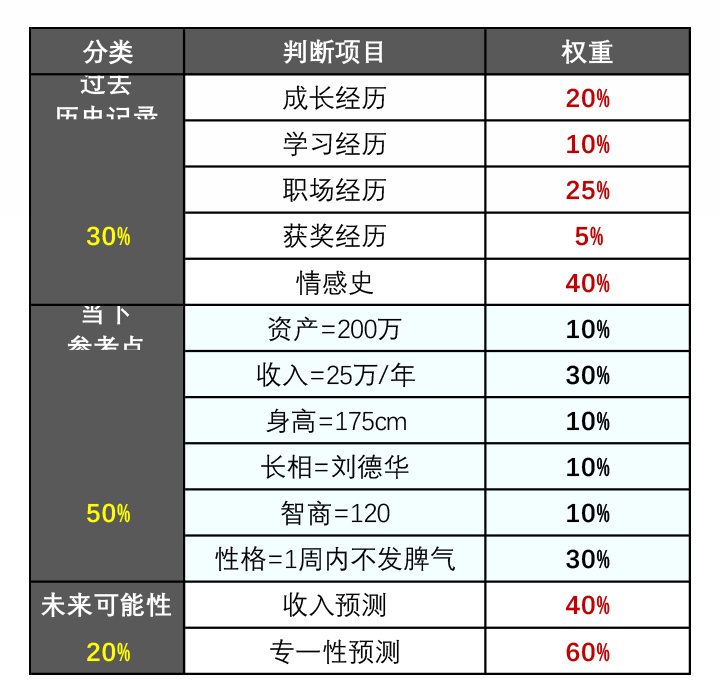 分类 判断项目 权重
过去
历史记录
30%
成长经历 20%
学习经历 10%
职场经历 25%
获奖经历 5%
情感史 40%
当下
参考点
50%
资产=200万 10%
收入=25万/年 30%
身高=175cm 10%
长相=刘德华 10%
智商=120 10%
性格=1周内不发脾气 30%
未来可能性
20%
收入预测 40%
专一性预测 60%